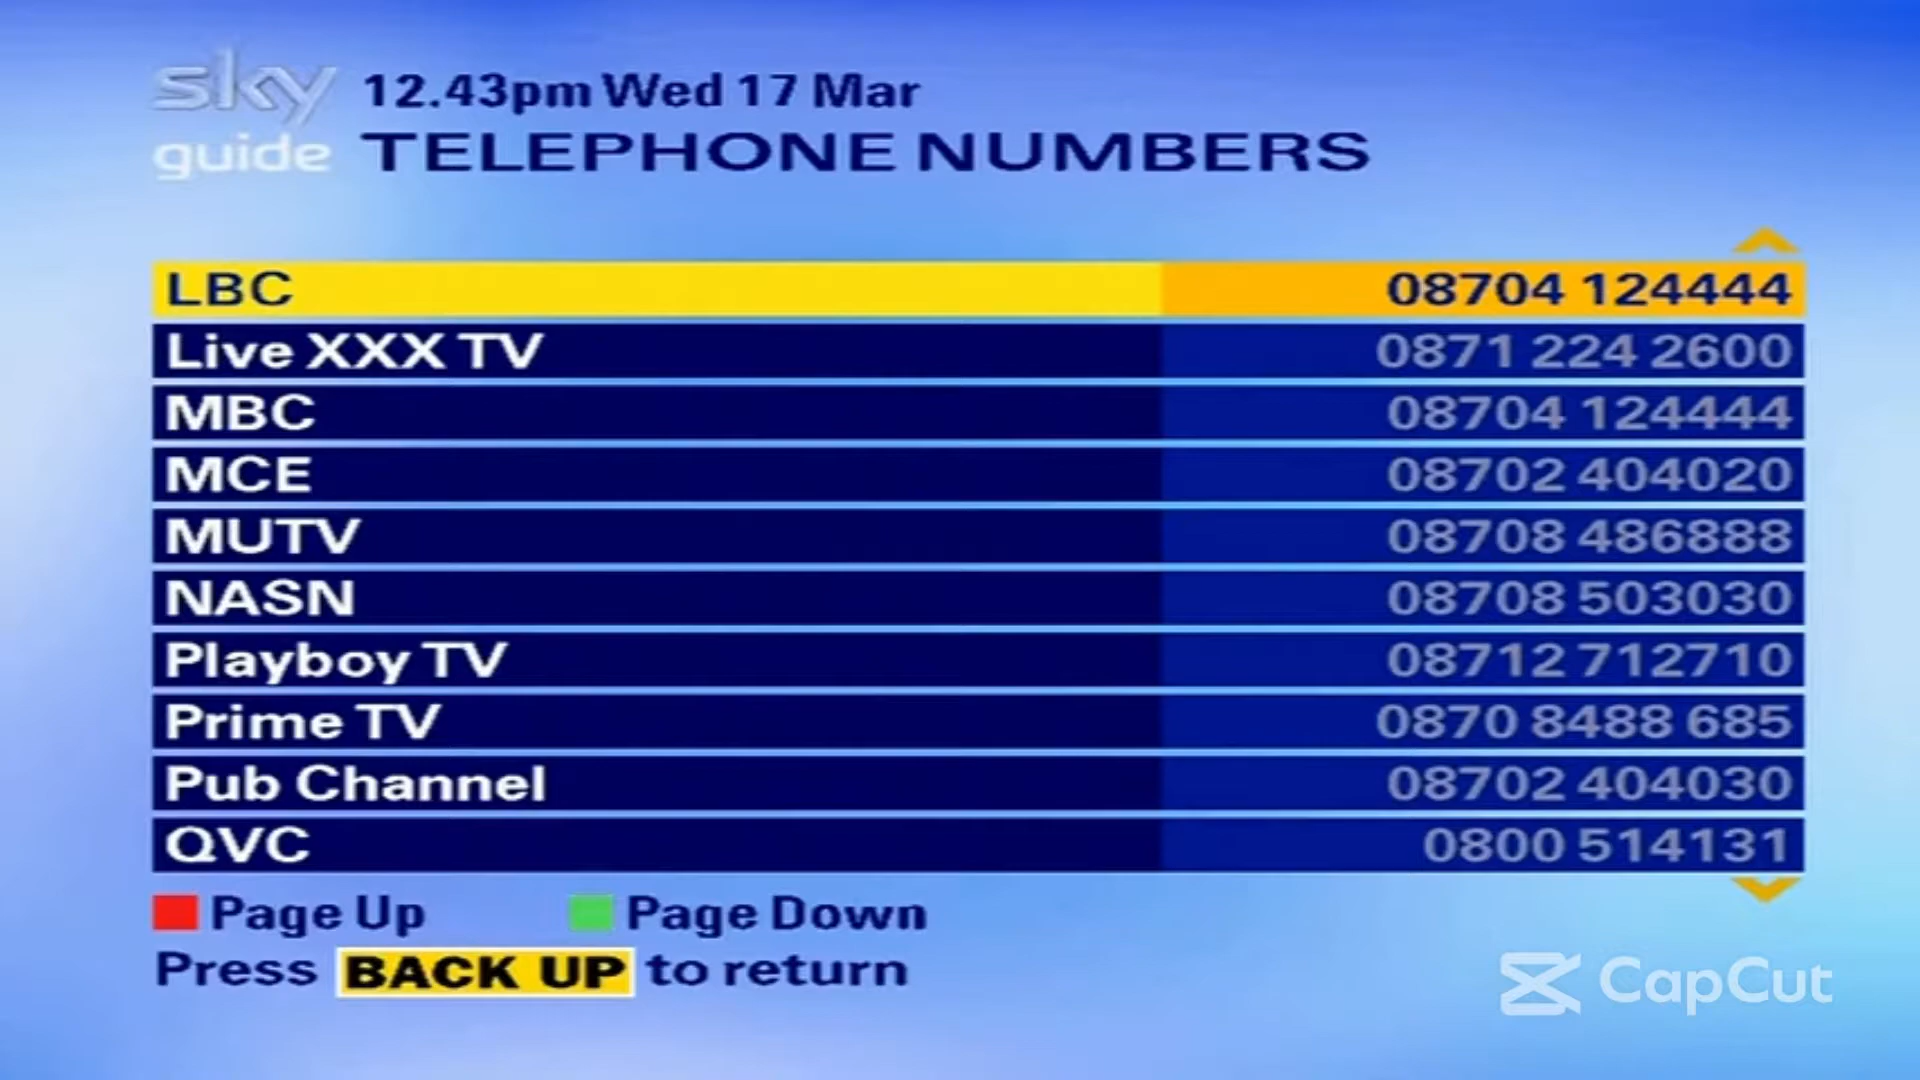 sky guide
12.43pm Wed 17 Mar
TELEPHONE NUMBERS
LBC 08704 124444
Live XXX TV 0871 224 2600
MBC 08704 124444
MCE 08702 404020
MUTV 08708 486888
NASN 08708 503030
Playboy TV 08712 712710
Prime TV 0870 8488 685
Pub Channel 08702 404030
QVC 0800 514131
Page Up Page Down
Press BACK UP to return
CapCut